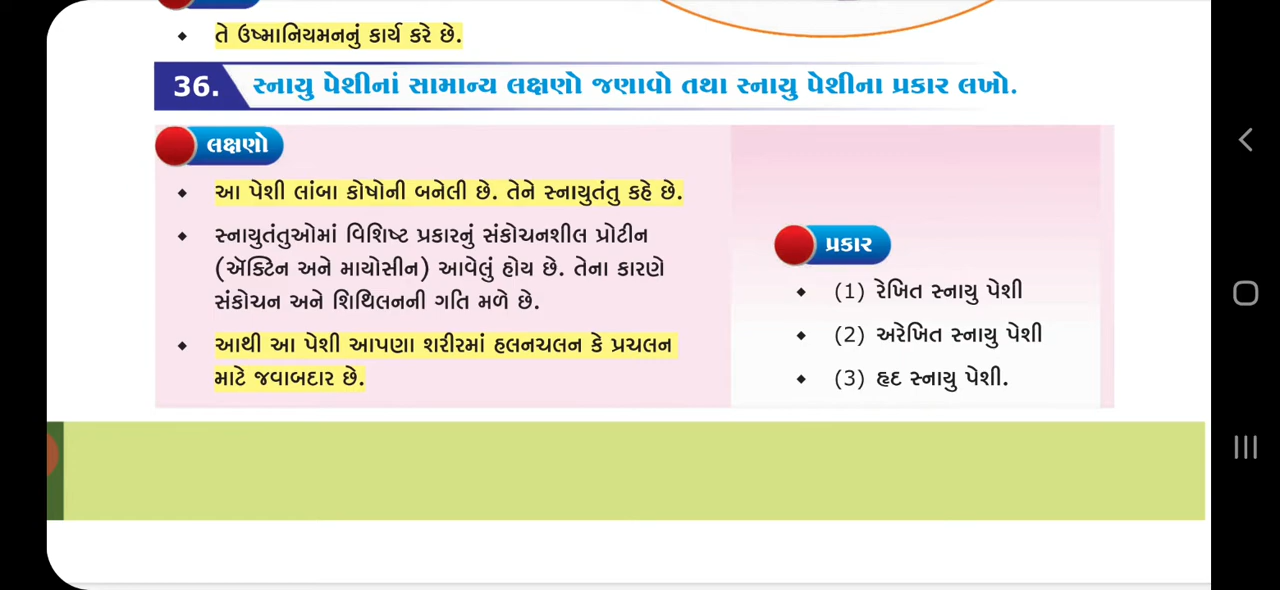 ◆ તે ઉષ્માનિયમનનું કાર્ય કરે છે.
36. સ્નાયુ પેશીનાં સામાન્ય લક્ષણો જણાવો તથા સ્નાયુ પેશીના પ્રકાર લખો.
લક્ષણો
◆ આ પેશી લાંબા કોષોની બનેલી છે. તેને સ્નાયુતંતુ કહે છે.
◆ સ્નાયુતંતુઓમાં વિશિષ્ટ પ્રકારનું સંકોચનશીલ પ્રોટીન
(ઍક્ટિન અને માયોસીન) આવેલું હોય છે. તેના કારણે
સંકોચન અને શિથિલનની ગતિ મળે છે.
◆ આથી આ પેશી આપણા શરીરમાં હલનચલન કે પ્રચલન
માટે જવાબદાર છે.
પ્રકાર
◆ (1) રેખિત સ્નાયુ પેશી
◆ (2) અરેખિત સ્નાયુ પેશી
◆ (3) હૃદ સ્નાયુ પેશી.